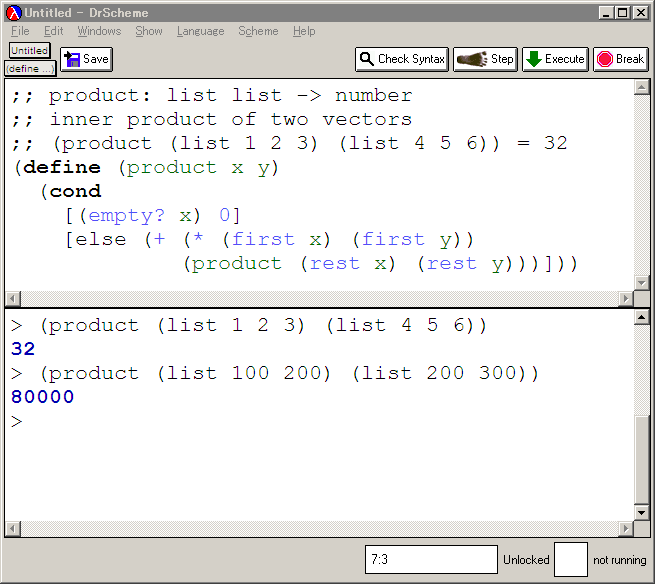 Untitled - DrScheme
File Edit Windows Show Language Scheme Help
Untitled
(define ...)
Save
Check Syntax
Step
Execute
Break
;; product: list list -> number
;; inner product of two vectors
;; (product (list 1 2 3) (list 4 5 6)) = 32
(define (product x y)
  (cond
    [(empty? x) 0]
    [else (+ (* (first x) (first y))
             (product (rest x) (rest y)))]))
> (product (list 1 2 3) (list 4 5 6))
32
> (product (list 100 200) (list 200 300))
80000
>
7:3
Unlocked
not running